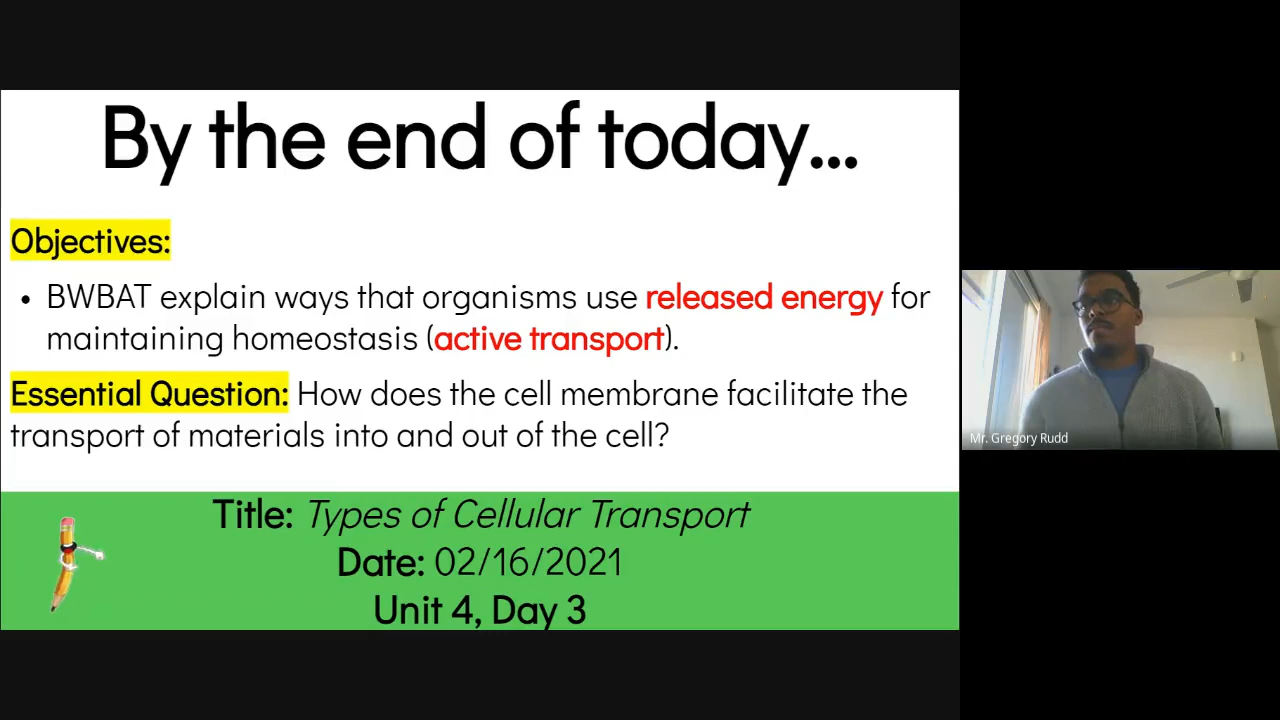 By the end of today...
Objectives:
• BWBAT explain ways that organisms use released energy for
maintaining homeostasis (active transport).
Essential Question: How does the cell membrane facilitate the
transport of materials into and out of the cell?
Title: Types of Cellular Transport
Date: 02/16/2021
Unit 4, Day 3
Mr. Gregory Rudd